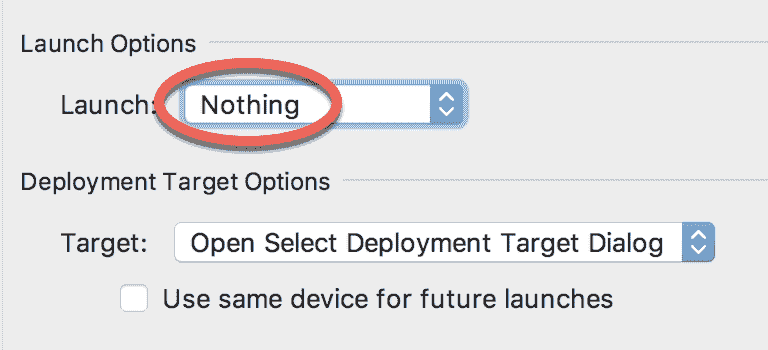 Launch Options
Launch: Nothing
Deployment Target Options
Target: Open Select Deployment Target Dialog
Use same device for future launches